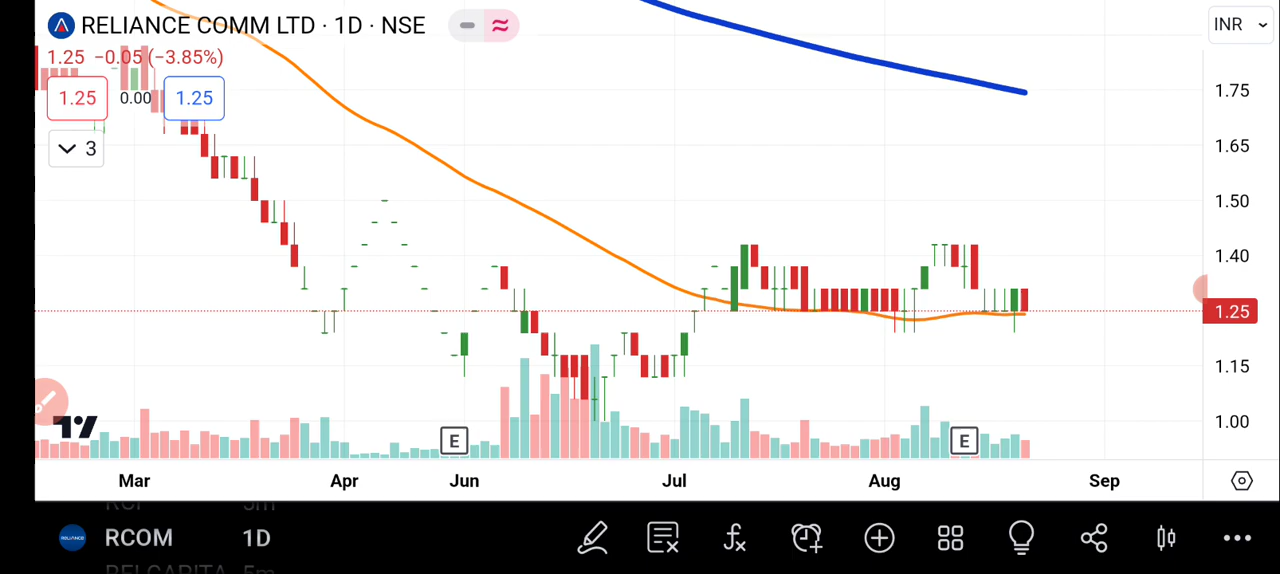 RELIANCE COMM LTD · 1D · NSE
INR
1.25 −0.05 (−3.85%)
1.25 0.00 1.25
3
1.75
1.65
1.50
1.40
1.25
1.15
1.00
E E
Mar Apr Jun Jul Aug Sep
RELIANCE RCOM 1D